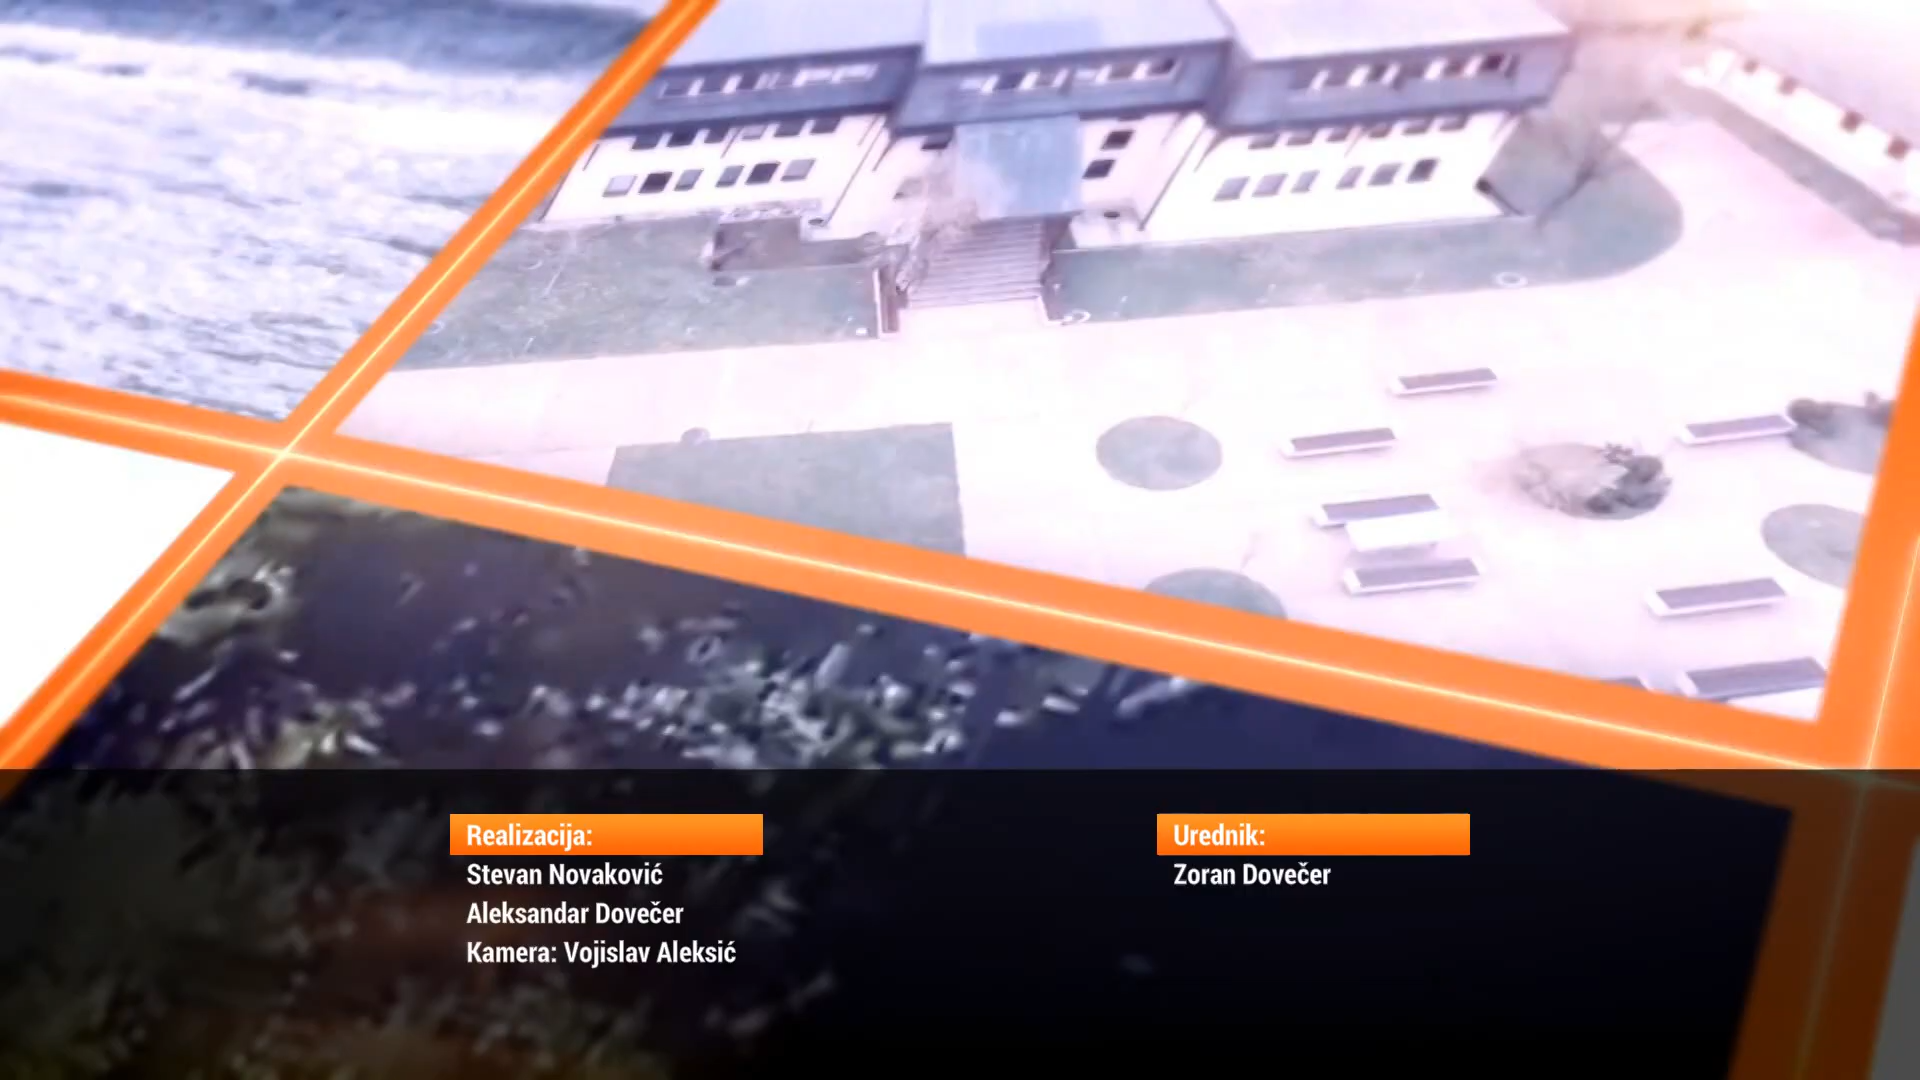 Realizacija:
Stevan Novaković
Aleksandar Dovečer
Kamera: Vojislav Aleksić
Urednik:
Zoran Dovečer